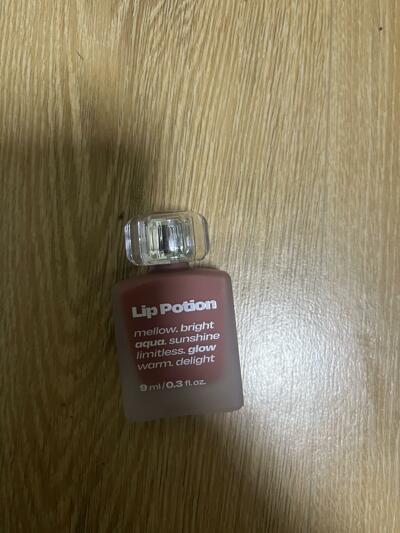 Lip Potion
mellow. bright
aqua. sunshine
limitless. glow
warm. delight
9 ml / 0.3 fl. oz.